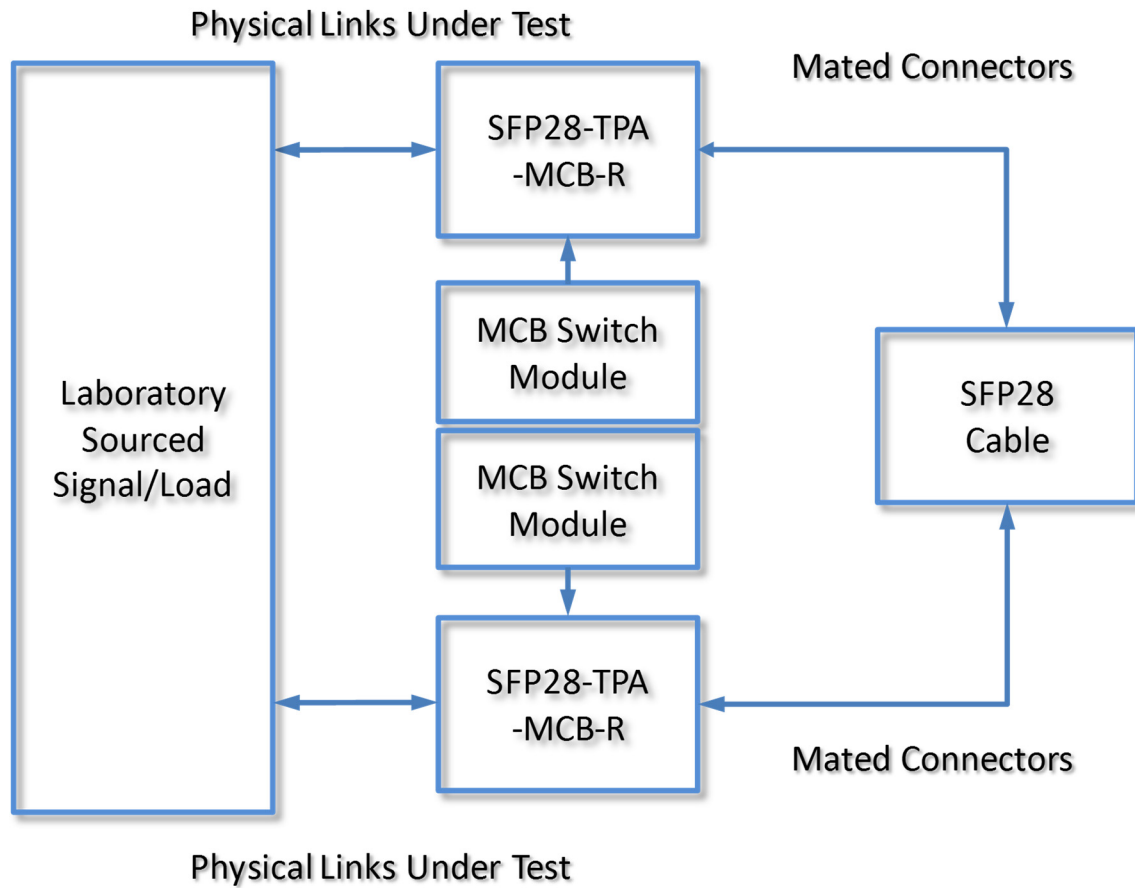 Physical Links Under Test
Mated Connectors
SFP28-TPA
-MCB-R
MCB Switch
Module
Laboratory
Sourced
Signal/Load
SFP28
Cable
MCB Switch
Module
SFP28-TPA
-MCB-R
Mated Connectors
Physical Links Under Test